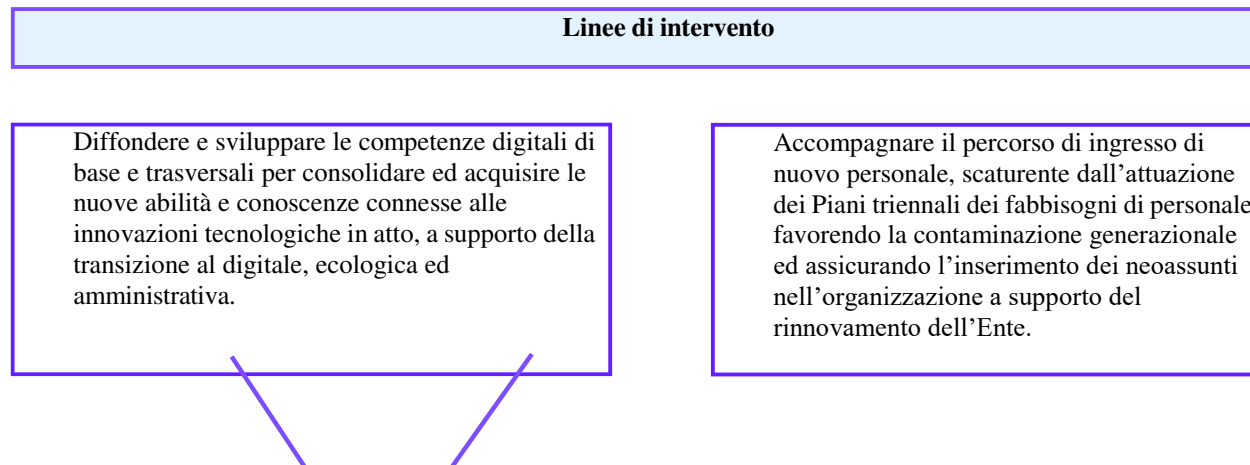 Linee di intervento
Diffondere e sviluppare le competenze digitali di
base e trasversali per consolidare ed acquisire le
nuove abilità e conoscenze connesse alle
innovazioni tecnologiche in atto, a supporto della
transizione al digitale, ecologica ed
amministrativa.
Accompagnare il percorso di ingresso di
nuovo personale, scaturente dall’attuazione
dei Piani triennali dei fabbisogni di personale
favorendo la contaminazione generazionale
ed assicurando l’inserimento dei neoassunti
nell’organizzazione a supporto del
rinnovamento dell’Ente.